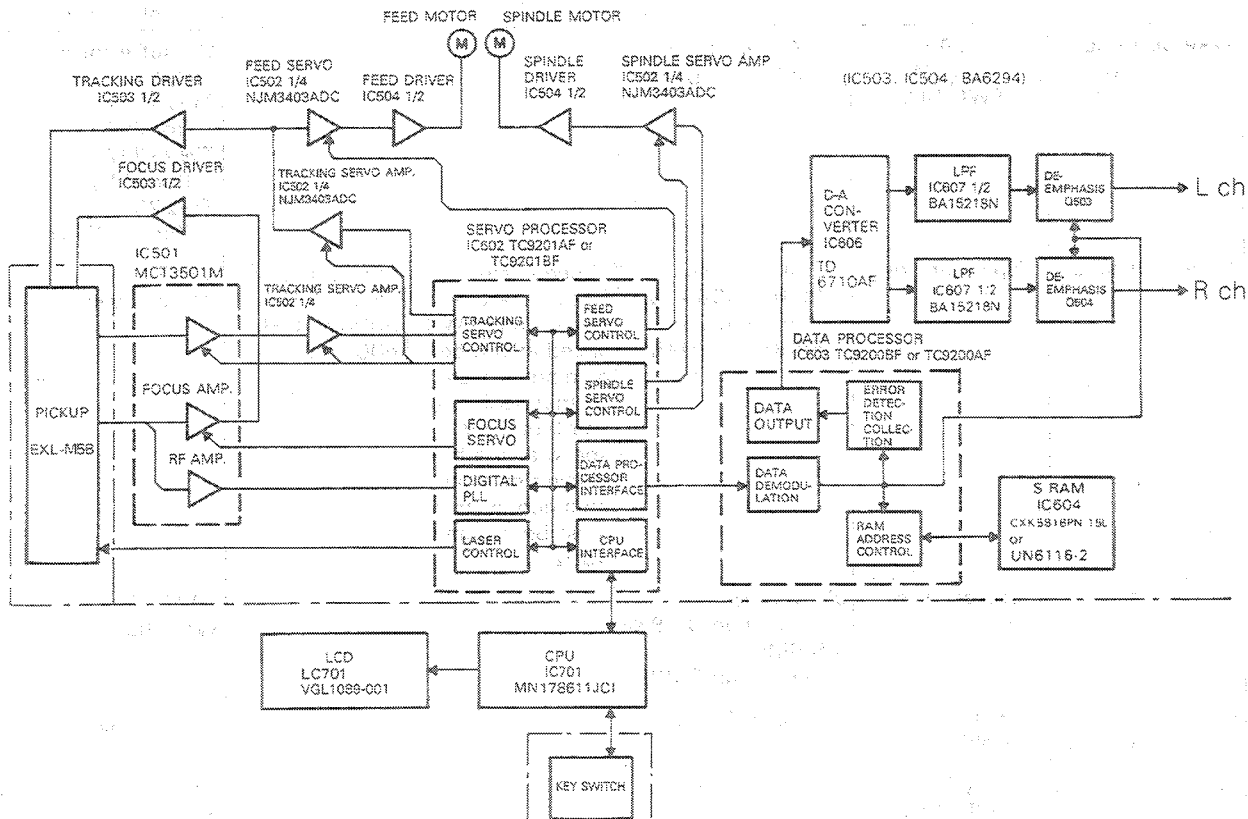 FEED MOTOR
SPINDLE MOTOR
M
M
TRACKING DRIVER
IC503 1/2
FEED SERVO
IC502 1/4
NJM3403ADC
FEED DRIVER
IC504 1/2
SPINDLE
DRIVER
IC504 1/2
SPINDLE SERVO AMP
IC502 1/4
NJM3403ADC
(IC503, IC504, BA6294)
FOCUS DRIVER
IC503 1/2
TRACKING SERVO AMP.
IC502 1/4
NJM3403ADC
D-A
CON-
VERTER
IC606
TD
6710AF
LPF
IC607 1/2
BA15218N
DE-
EMPHASIS
Q503
L ch
LPF
IC607 1/2
BA15218N
DE-
EMPHASIS
Q504
R ch
IC501
MC13501M
TRACKING SERVO AMP.
IC502 1/4
SERVO PROCESSOR
IC602 TC9201AF or
TC9201BF
TRACKING
SERVO
CONTROL
FEED
SERVO
CONTROL
SPINDLE
SERVO
CONTROL
FOCUS
SERVO
DIGITAL
PLL
DATA PRO-
CESSOR
INTERFACE
LASER
CONTROL
CPU
INTERFACE
PICKUP
EXL-M5B
FOCUS AMP.
RF AMP.
DATA PROCESSOR
IC603 TC9200BF or TC9200AF
DATA
OUTPUT
ERROR
DETEC-
TION
COLLEC-
TION
DATA
DEMODU-
LATION
RAM
ADDRESS
CONTROL
S RAM
IC604
CXK5816PN-15L
or
UN6116-2
LCD
LC701
VGL1099-001
CPU
IC701
MN178611JCI
KEY SWITCH